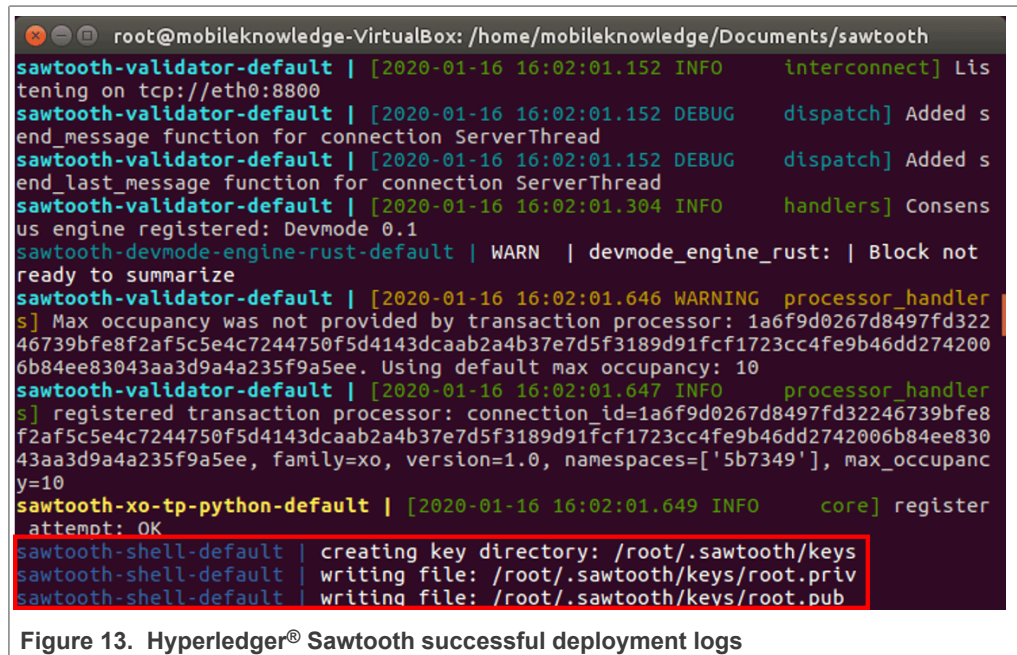 root@mobileknowledge-VirtualBox: /home/mobileknowledge/Documents/sawtooth
sawtooth-validator-default | [2020-01-16 16:02:01.152 INFO     interconnect] Lis
tening on tcp://eth0:8800
sawtooth-validator-default | [2020-01-16 16:02:01.152 DEBUG    dispatch] Added s
end_message function for connection ServerThread
sawtooth-validator-default | [2020-01-16 16:02:01.152 DEBUG    dispatch] Added s
end_last_message function for connection ServerThread
sawtooth-validator-default | [2020-01-16 16:02:01.304 INFO     handlers] Consens
us engine registered: Devmode 0.1
sawtooth-devmode-engine-rust-default | WARN  | devmode_engine_rust: | Block not
ready to summarize
sawtooth-validator-default | [2020-01-16 16:02:01.646 WARNING  processor_handler
s] Max occupancy was not provided by transaction processor: 1a6f9d0267d8497fd322
46739bfe8f2af5c5e4c7244750f5d4143dcaab2a4b37e7d5f3189d91fcf1723cc4fe9b46dd274200
6b84ee83043aa3d9a4a235f9a5ee. Using default max occupancy: 10
sawtooth-validator-default | [2020-01-16 16:02:01.647 INFO     processor_handler
s] registered transaction processor: connection_id=1a6f9d0267d8497fd32246739bfe8
f2af5c5e4c7244750f5d4143dcaab2a4b37e7d5f3189d91fcf1723cc4fe9b46dd2742006b84ee830
43aa3d9a4a235f9a5ee, family=xo, version=1.0, namespaces=['5b7349'], max_occupanc
y=10
sawtooth-xo-tp-python-default | [2020-01-16 16:02:01.649 INFO     core] register
 attempt: OK
sawtooth-shell-default | creating key directory: /root/.sawtooth/keys
sawtooth-shell-default | writing file: /root/.sawtooth/keys/root.priv
sawtooth-shell-default | writing file: /root/.sawtooth/keys/root.pub
Figure 13. Hyperledger® Sawtooth successful deployment logs